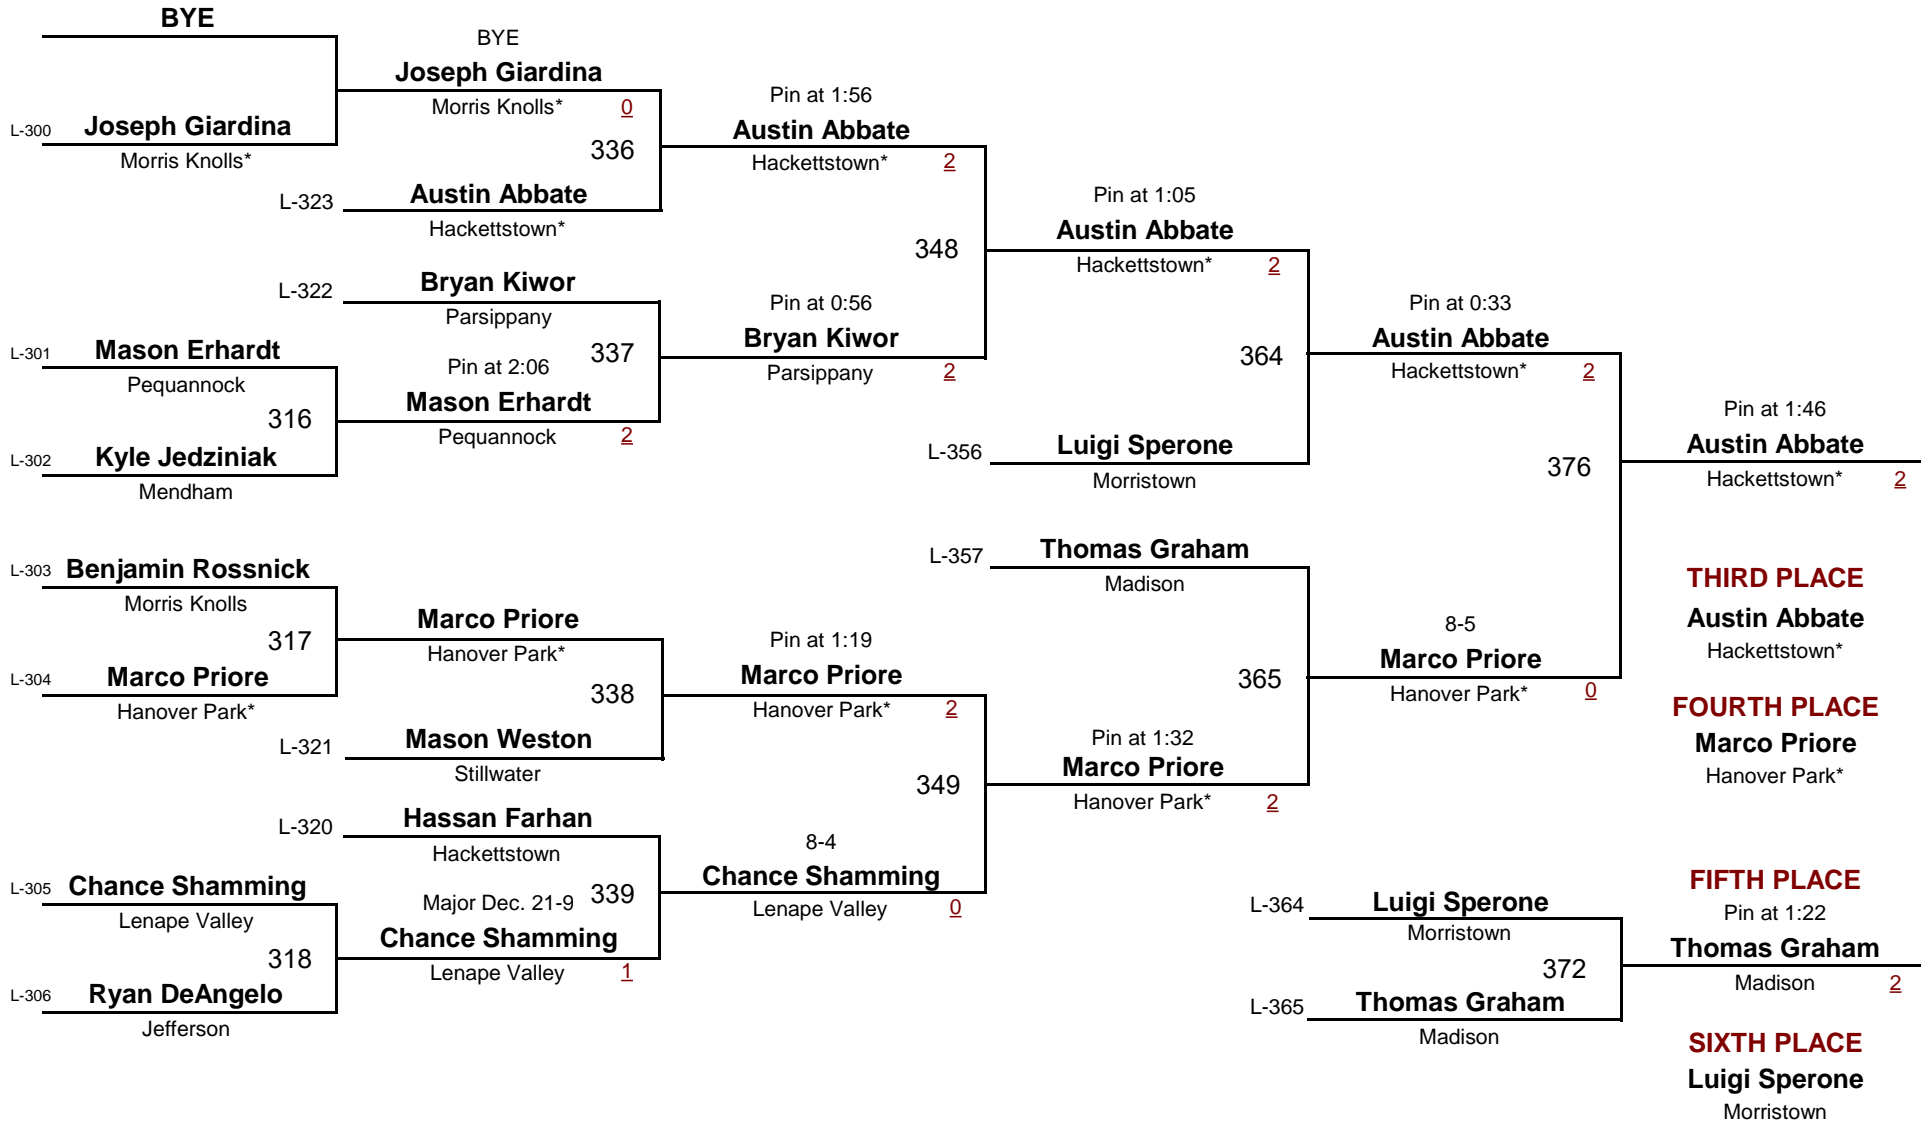 BYE
L-300 Joseph Giardina
Morris Knolls*
BYE
Joseph Giardina
Morris Knolls* 0
336
L-323 Austin Abbate
Hackettstown*
Pin at 1:56
Austin Abbate
Hackettstown* 2
L-322 Bryan Kiwor
Parsippany
L-301 Mason Erhardt
Pequannock
316
L-302 Kyle Jedziniak
Mendham
Pin at 2:06
Mason Erhardt
Pequannock 2
337
Pin at 0:56
Bryan Kiwor
Parsippany 2
348
Pin at 1:05
Austin Abbate
Hackettstown* 2
364
L-356 Luigi Sperone
Morristown
Pin at 0:33
Austin Abbate
Hackettstown* 2
L-303 Benjamin Rossnick
Morris Knolls
317
L-304 Marco Priore
Hanover Park*
Marco Priore
Hanover Park*
338
L-321 Mason Weston
Stillwater
Pin at 1:19
Marco Priore
Hanover Park* 2
L-320 Hassan Farhan
Hackettstown
L-305 Chance Shamming
Lenape Valley
318
L-306 Ryan DeAngelo
Jefferson
Major Dec. 21-9
Chance Shamming
Lenape Valley 1
339
8-4
Chance Shamming
Lenape Valley 0
349
Pin at 1:32
Marco Priore
Hanover Park* 2
L-357 Thomas Graham
Madison
365
8-5
Marco Priore
Hanover Park* 0
376
Pin at 1:46
Austin Abbate
Hackettstown* 2
THIRD PLACE
Austin Abbate
Hackettstown*
FOURTH PLACE
Marco Priore
Hanover Park*
L-364 Luigi Sperone
Morristown
372
L-365 Thomas Graham
Madison
FIFTH PLACE
Pin at 1:22
Thomas Graham
Madison 2
SIXTH PLACE
Luigi Sperone
Morristown